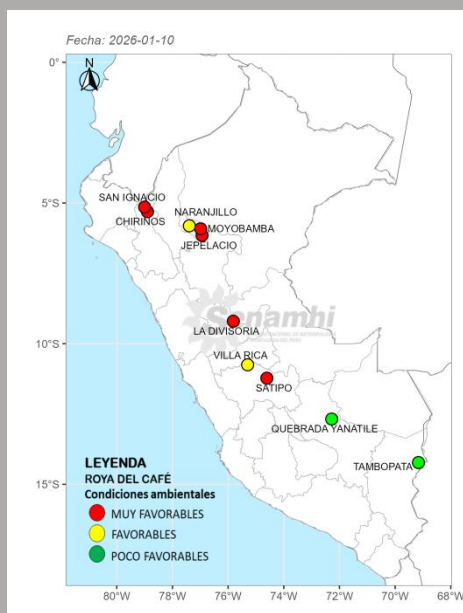 Fecha: 2026-01-10
N
0°
5°S
10°S
15°S
SAN IGNACIO
CHIRINOS
NARANJILLO
MOYOBAMBA
JEPELACIO
Senamhi
LA DIVISORIA
VILLA RICA
SATIPO
QUEBRADA YANATILE
TAMBOPATA
LEYENDA
ROYA DEL CAFÉ
Condiciones ambientales
MUY FAVORABLES
FAVORABLES
POCO FAVORABLES
80°W 78°W 76°W 74°W 72°W 70°W 68°W